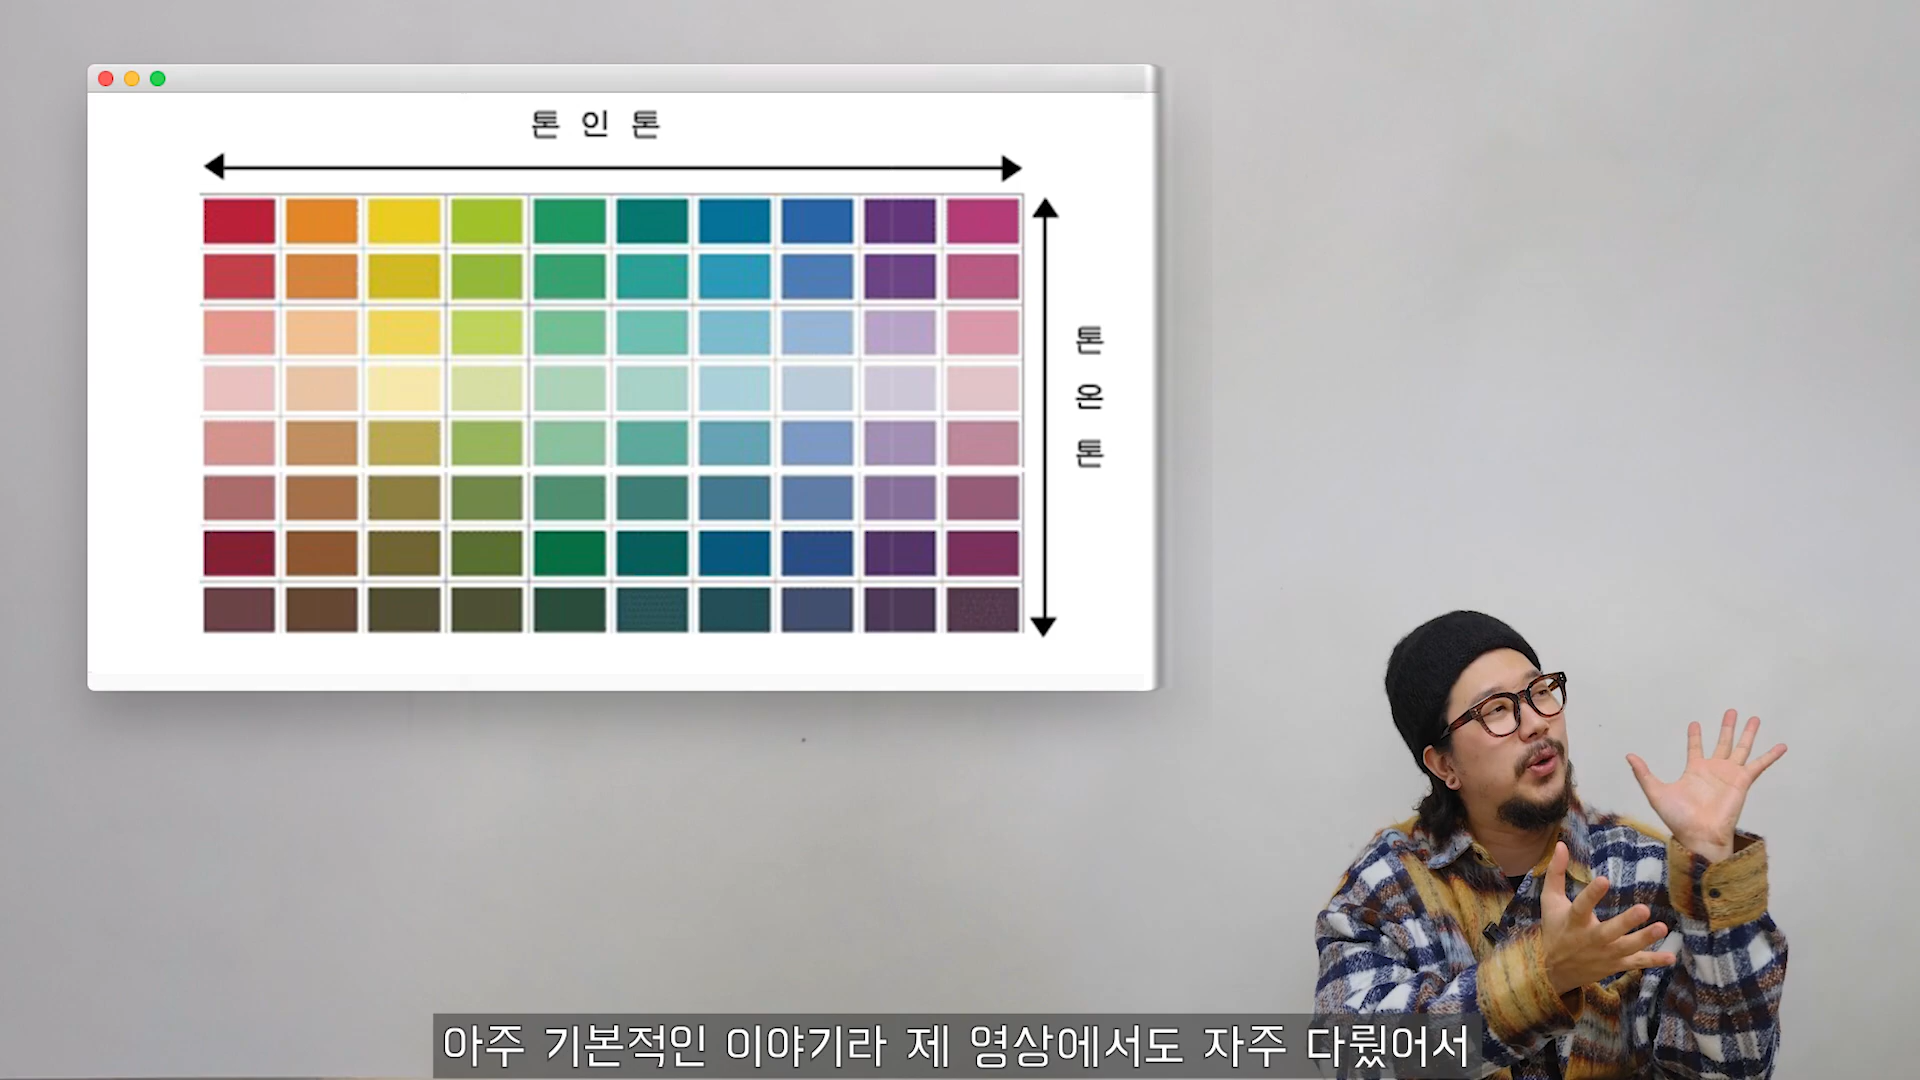 톤 인 톤
톤
온
톤
아주 기본적인 이야기라 제 영상에서도 자주 다뤘어서